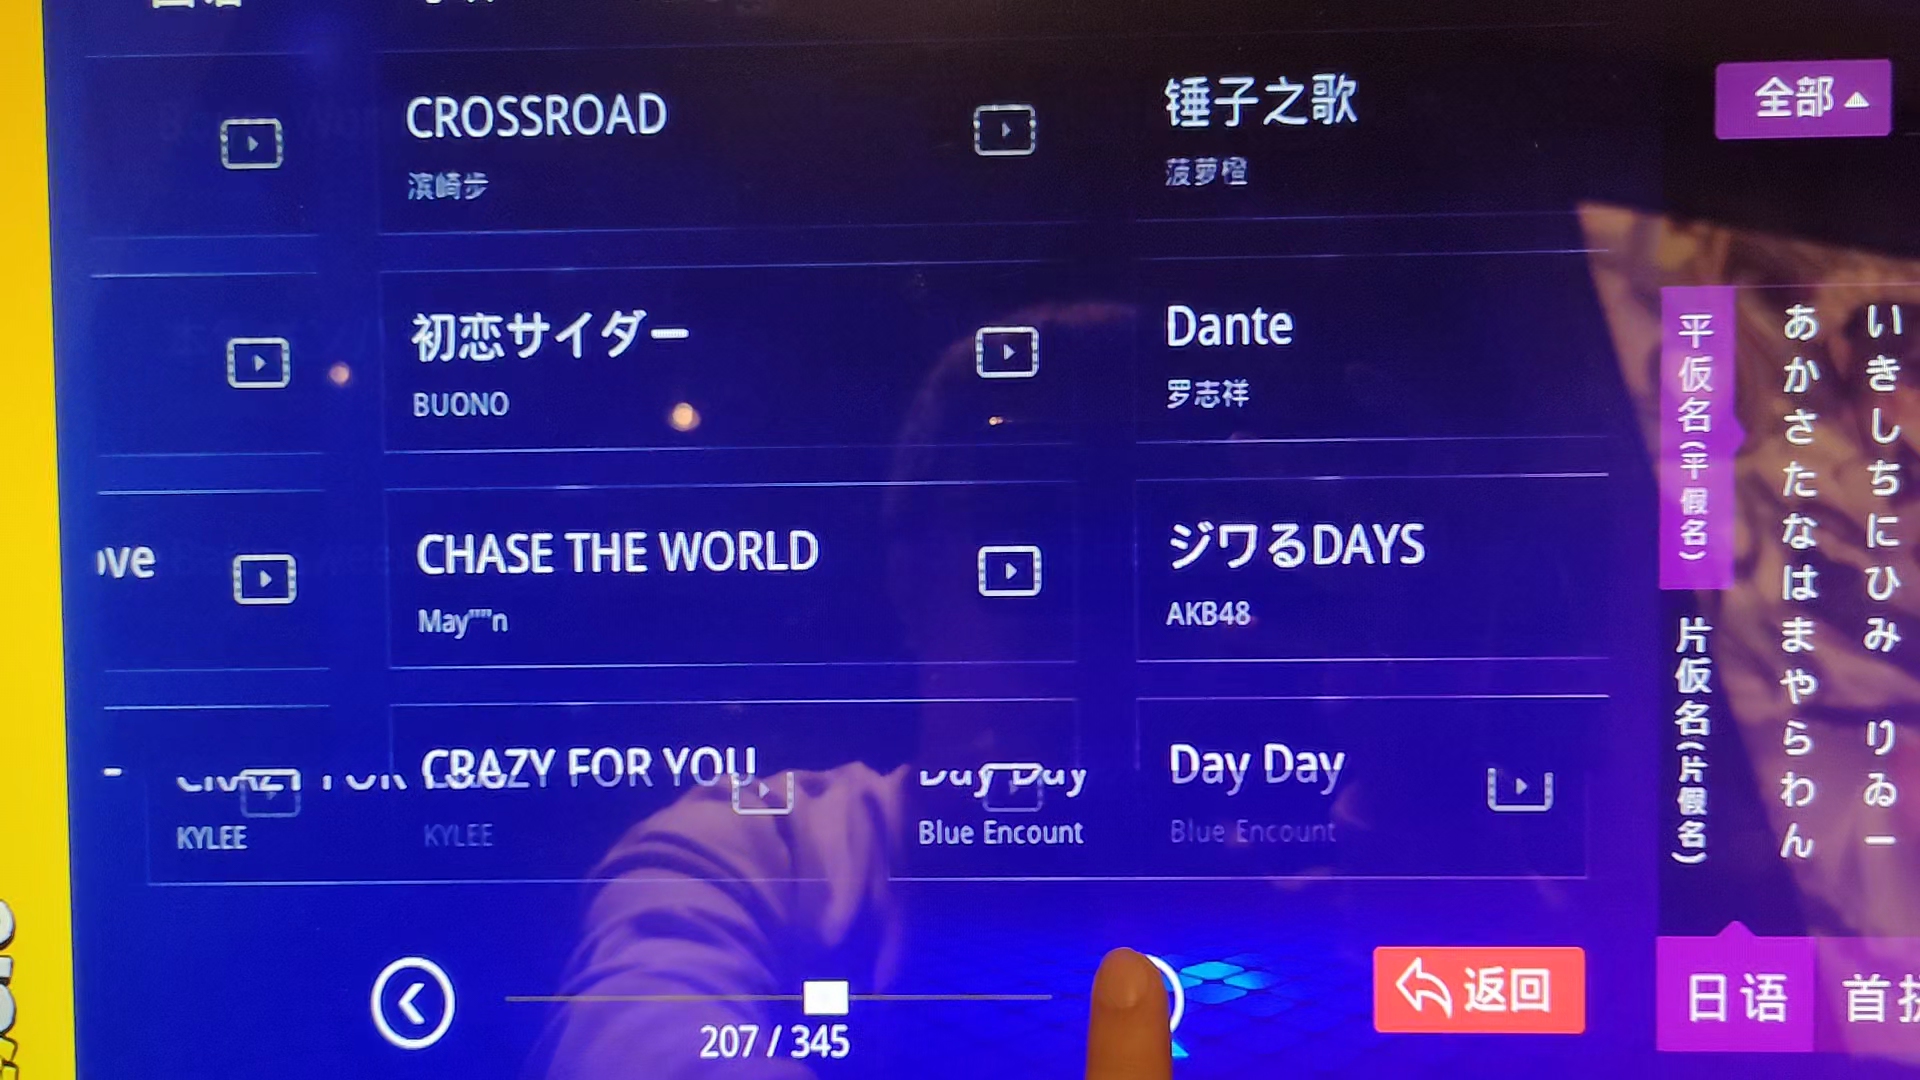 CROSSROAD
滨崎步
锤子之歌
菠萝橙
全部
初恋サイダー
BUONO
Dante
罗志祥
ove
CHASE THE WORLD
May''''n
ジワるDAYS
AKB48
CRAZY FOR YOU
KYLEE
KYLEE
Day Day
Day Day
Blue Encount
Blue Encount
平仮名(平假名)
片仮名(片假名)
あかさたなはまやらわん
いきしちにひみ りゐー
207 / 345
返回
日语
首